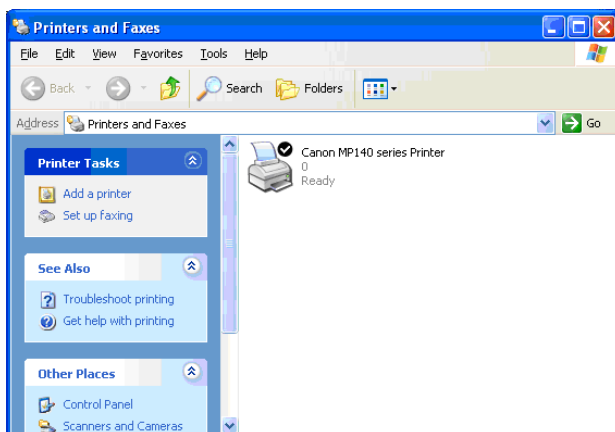 Printers and Faxes
File Edit View Favorites Tools Help
Back Search Folders
Address Printers and Faxes Go
Printer Tasks
Add a printer
Set up faxing
See Also
Troubleshoot printing
Get help with printing
Other Places
Control Panel
Scanners and Cameras
Canon MP140 series Printer
0
Ready